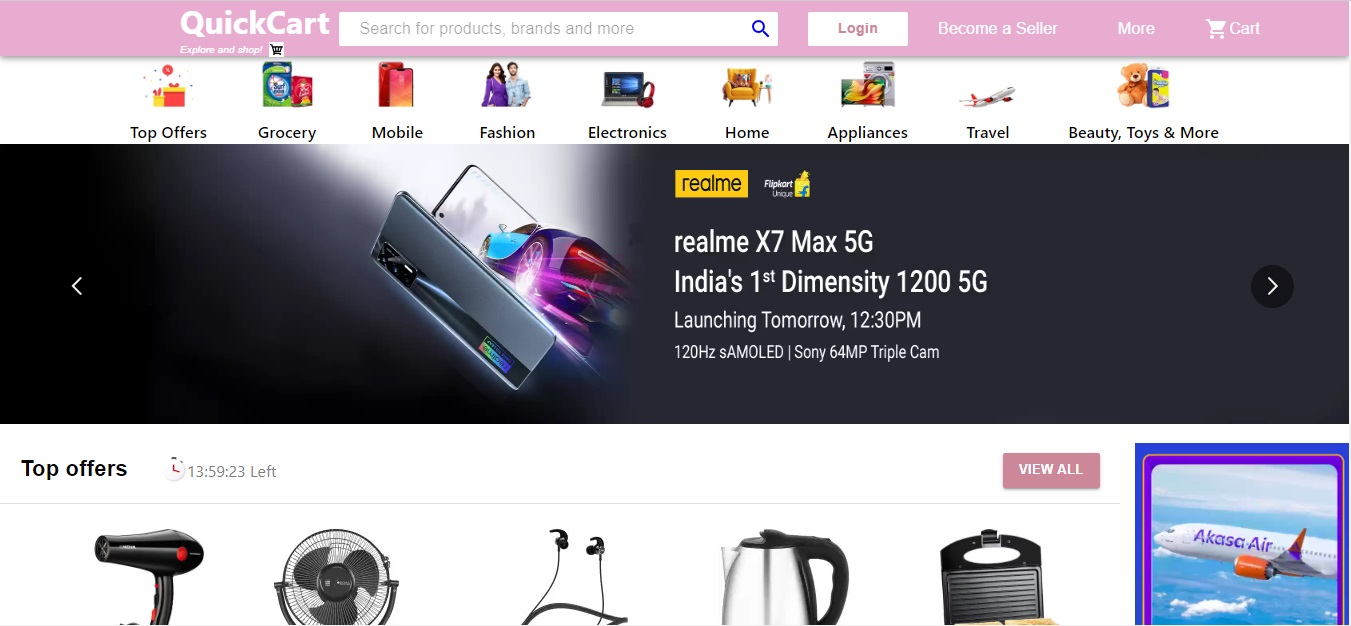 QuickCart
Explore and shop!
Search for products, brands and more
Login
Become a Seller
More
Cart
Top Offers
Grocery
Mobile
Fashion
Electronics
Home
Appliances
Travel
Beauty, Toys & More
realme
Flipkart
Unique
realme X7 Max 5G
India's 1st Dimensity 1200 5G
Launching Tomorrow, 12:30PM
120Hz sAMOLED | Sony 64MP Triple Cam
Top offers
13:59:23 Left
VIEW ALL
Akasa Air